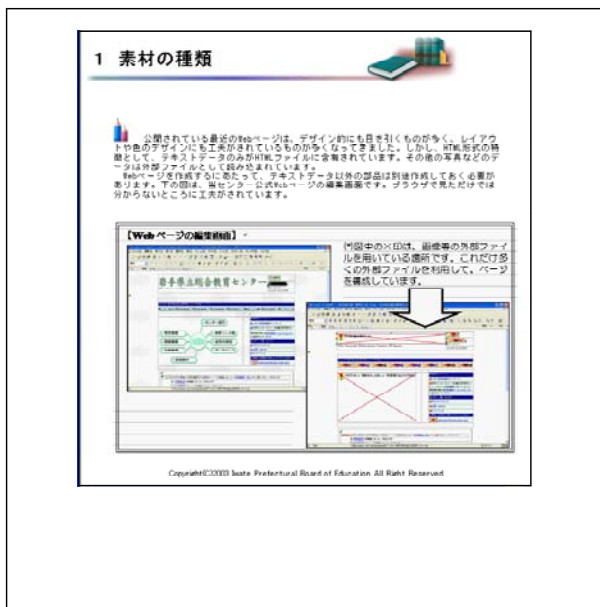 1 素材の種類
公開されている最近のWebページは、デザイン的にも目を引くものが多く、レイアウ
トや色のデザインにも工夫がされているものが多くなってきました。しかし、HTML形式の特
徴として、テキストデータのみがHTMLファイルに含有されています。その他の写真などのデ
ータは外部ファイルとして読み込まれています。
Webページを作成するにあたって、テキストデータ以外の部品は別途作成しておく必要が
あります。下の図は、当センター公式Webページの編集画面です。ブラウザで見ただけでは
分からないところに工夫がされています。
【Webページの編集画面】
(*)図中の×印は、画像等の外部ファイ
ルを用いている箇所です。これだけ多
くの外部ファイルを利用して、ページ
を構成しています。
岩手県立総合教育センター
Copyright(C)2003 Iwate Prefectural Board of Education All Right Reserved